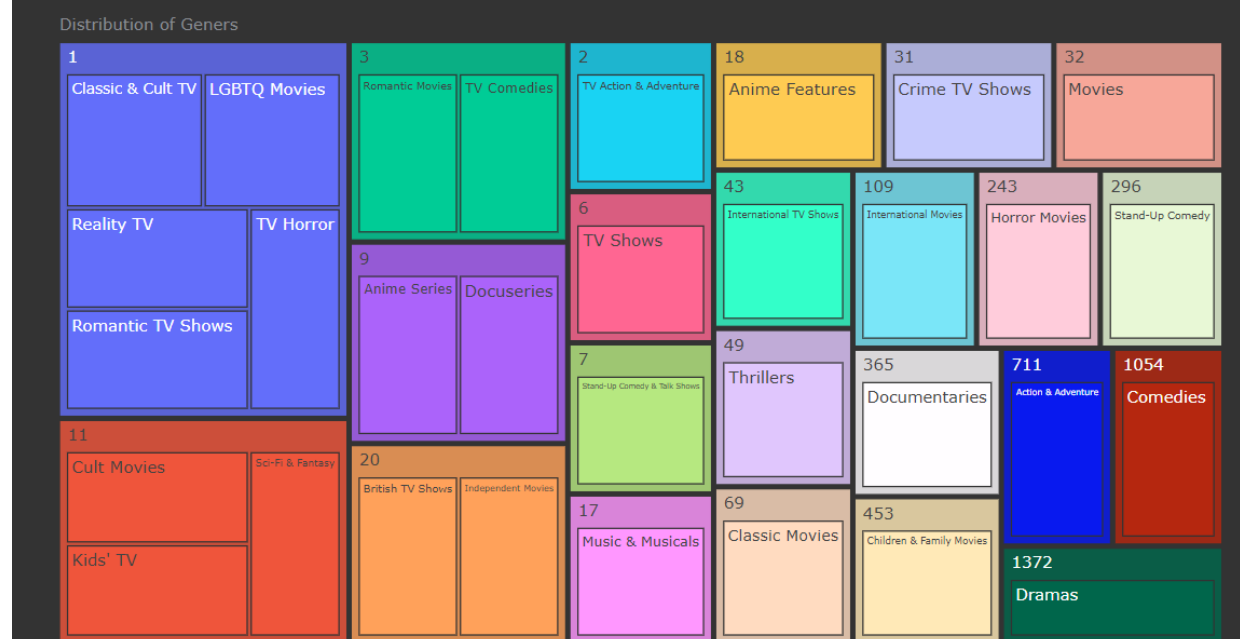 Distribution of Geners
1
Classic & Cult TV
LGBTQ Movies
Reality TV
TV Horror
Romantic TV Shows
11
Cult Movies
Sci-Fi & Fantasy
Kids' TV
3
Romantic Movies
TV Comedies
9
Anime Series
Docuseries
20
British TV Shows
Independent Movies
2
TV Action & Adventure
6
TV Shows
7
Stand-Up Comedy & Talk Shows
17
Music & Musicals
18
Anime Features
31
Crime TV Shows
32
Movies
43
International TV Shows
109
International Movies
243
Horror Movies
296
Stand-Up Comedy
49
Thrillers
69
Classic Movies
365
Documentaries
453
Children & Family Movies
711
Action & Adventure
1054
Comedies
1372
Dramas